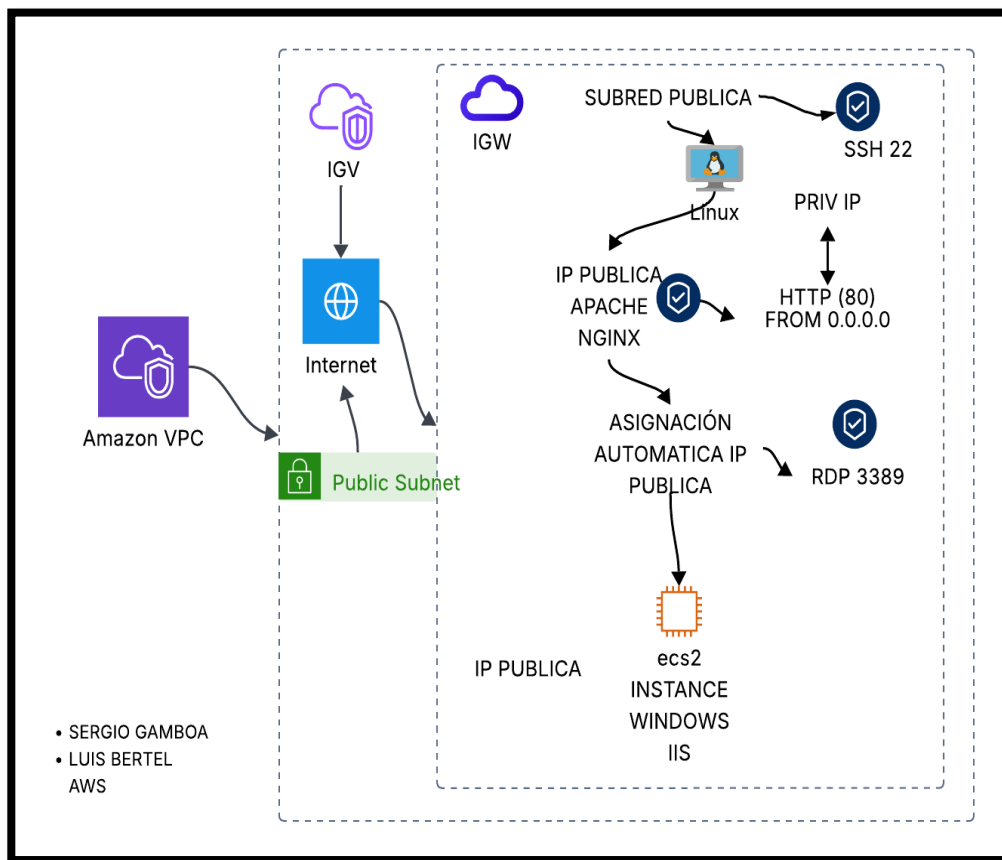 IGV
Internet
Amazon VPC
Public Subnet
IGW
SUBRED PUBLICA
SSH 22
Linux
PRIV IP
IP PUBLICA
APACHE
NGINX
HTTP (80)
FROM 0.0.0.0
ASIGNACIÓN
AUTOMATICA IP
PUBLICA
RDP 3389
IP PUBLICA
ecs2
INSTANCE
WINDOWS
IIS
• SERGIO GAMBOA
• LUIS BERTEL
AWS